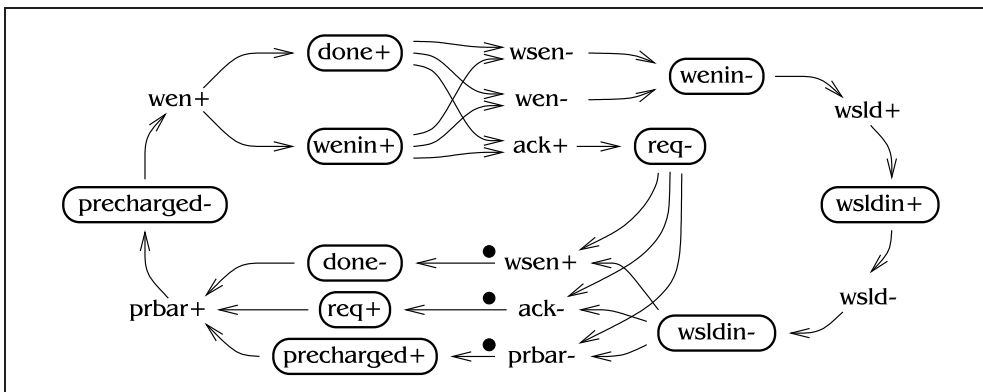 done+
wsen-
wenin-
wen+
wen-
wsld+
wenin+
ack+
req-
precharged-
wsldin+
done-
wsen+
prbar+
req+
ack-
wsld-
wsldin-
precharged+
prbar-